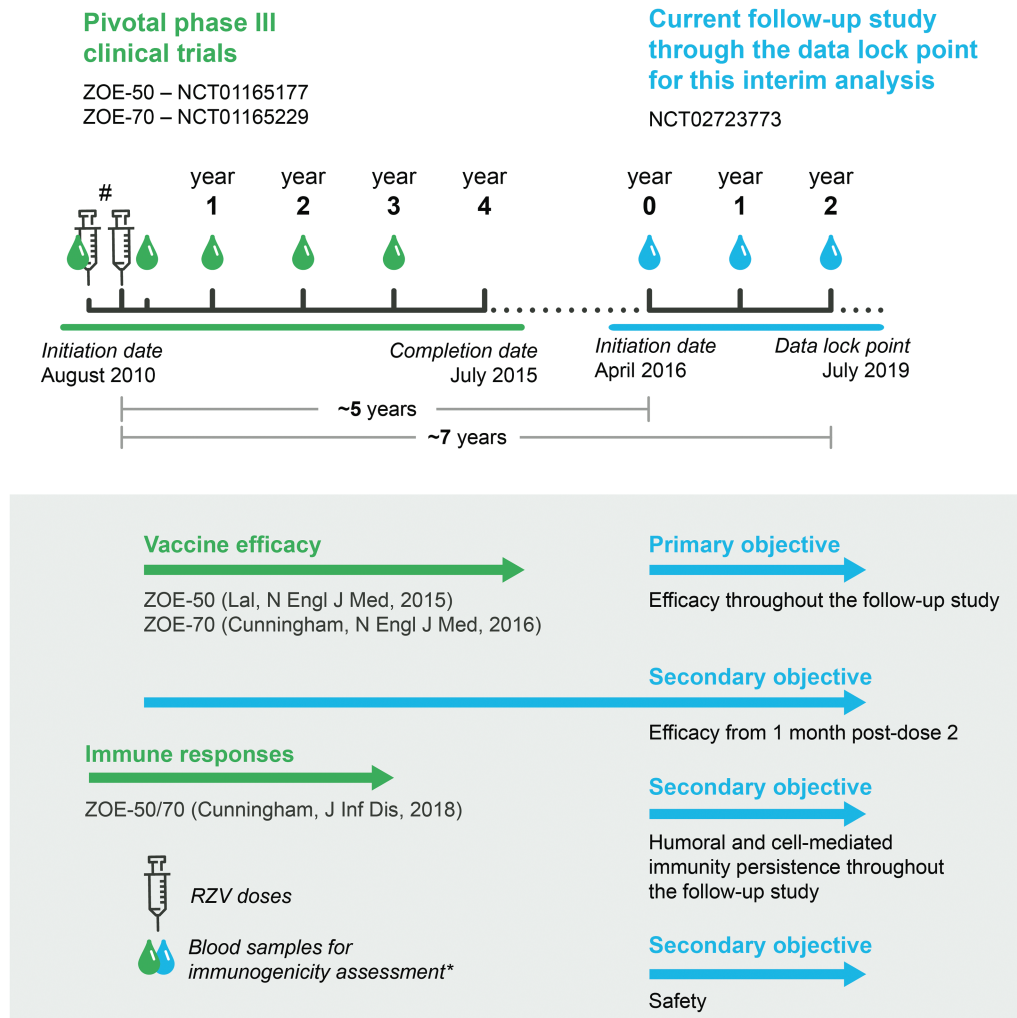 Pivotal phase III
clinical trials
ZOE-50 – NCT01165177
ZOE-70 – NCT01165229
Current follow-up study
through the data lock point
for this interim analysis
NCT02723773
#
year
1
year
2
year
3
year
4
year
0
year
1
year
2
Initiation date
August 2010
Completion date
July 2015
Initiation date
April 2016
Data lock point
July 2019
~5 years
~7 years
Vaccine efficacy
ZOE-50 (Lal, N Engl J Med, 2015)
ZOE-70 (Cunningham, N Engl J Med, 2016)
Primary objective
Efficacy throughout the follow-up study
Secondary objective
Efficacy from 1 month post-dose 2
Immune responses
ZOE-50/70 (Cunningham, J Inf Dis, 2018)
Secondary objective
Humoral and cell-mediated
immunity persistence throughout
the follow-up study
RZV doses
Blood samples for
immunogenicity assessment*
Secondary objective
Safety